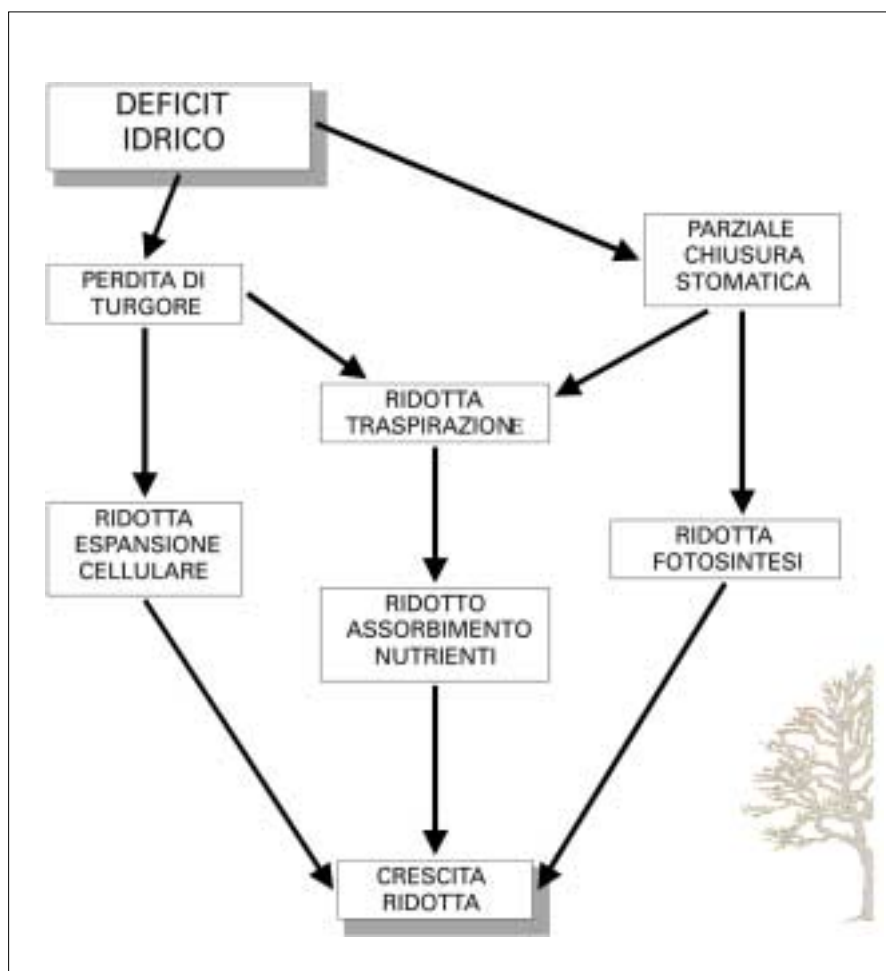 DEFICIT
IDRICO
PARZIALE
CHIUSURA
STOMATICA
PERDITA DI
TURGORE
RIDOTTA
TRASPIRAZIONE
RIDOTTA
ESPANSIONE
CELLULARE
RIDOTTA
FOTOSINTESI
RIDOTTO
ASSORBIMENTO
NUTRIENTI
CRESCITA
RIDOTTA